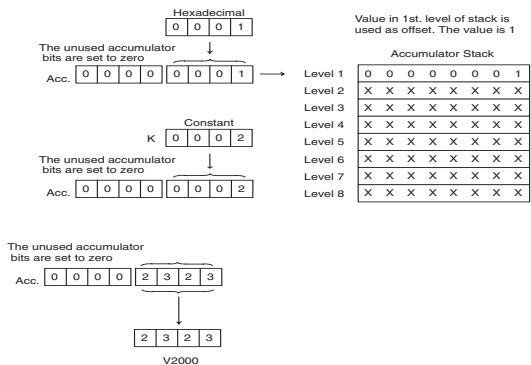 Hexadecimal
0 0 0 1
The unused accumulator
bits are set to zero
Acc. 0 0 0 0 0 0 0 1
Constant
K 0 0 0 2
The unused accumulator
bits are set to zero
Acc. 0 0 0 0 0 0 0 2
Value in 1st. level of stack is
used as offset. The value is 1
Accumulator Stack
Level 1 0 0 0 0 0 0 0 1
Level 2 X X X X X X X X
Level 3 X X X X X X X X
Level 4 X X X X X X X X
Level 5 X X X X X X X X
Level 6 X X X X X X X X
Level 7 X X X X X X X X
Level 8 X X X X X X X X
The unused accumulator
bits are set to zero
Acc. 0 0 0 0 2 3 2 3
2 3 2 3
V2000